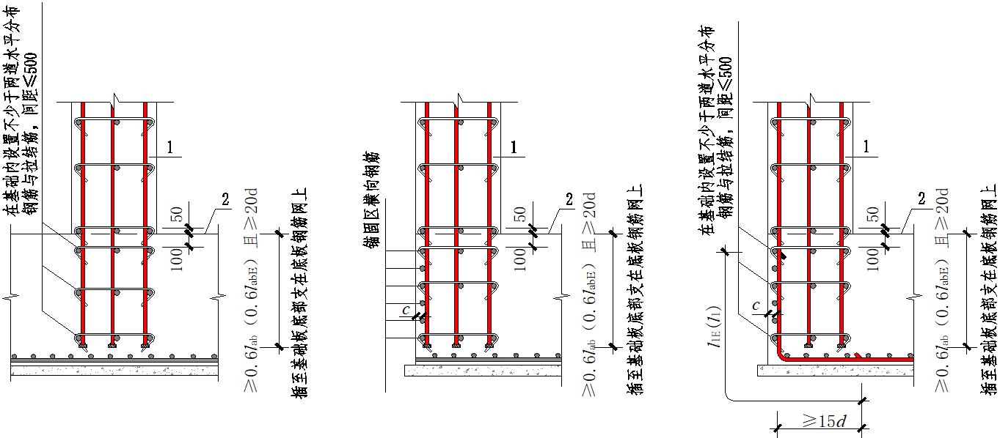 在基础内设置不少于两道水平分布
钢筋与拉结筋，间距≤500
1
2
50
100
≥0.6lab（0.6labE）且≥20d
插至基础板底部支在底板钢筋网上
锚固区横向钢筋
c
1
2
50
100
≥0.6lab（0.6labE）且≥20d
插至基础板底部支在底板钢筋网上
在基础内设置不少于两道水平分布
钢筋与拉结筋，间距≤500
llE(ll)
c
1
2
50
100
≥15d
≥0.6lab（0.6labE）且≥20d
插至基础板底部支在底板钢筋网上